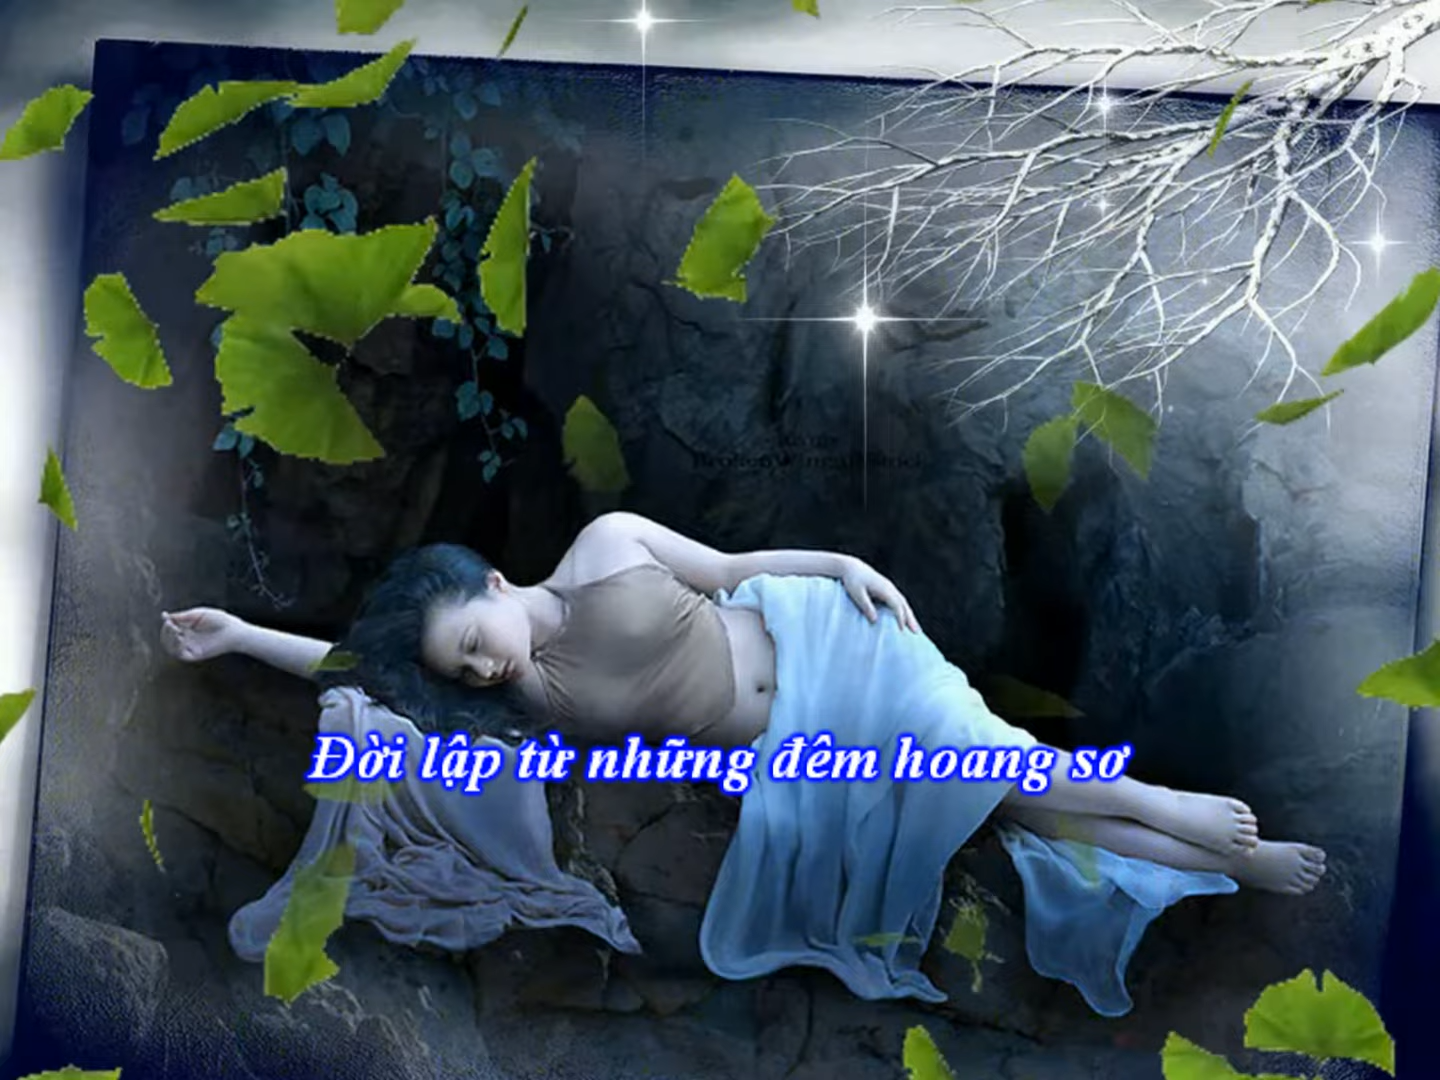 Đời lập từ những đêm hoang sơ